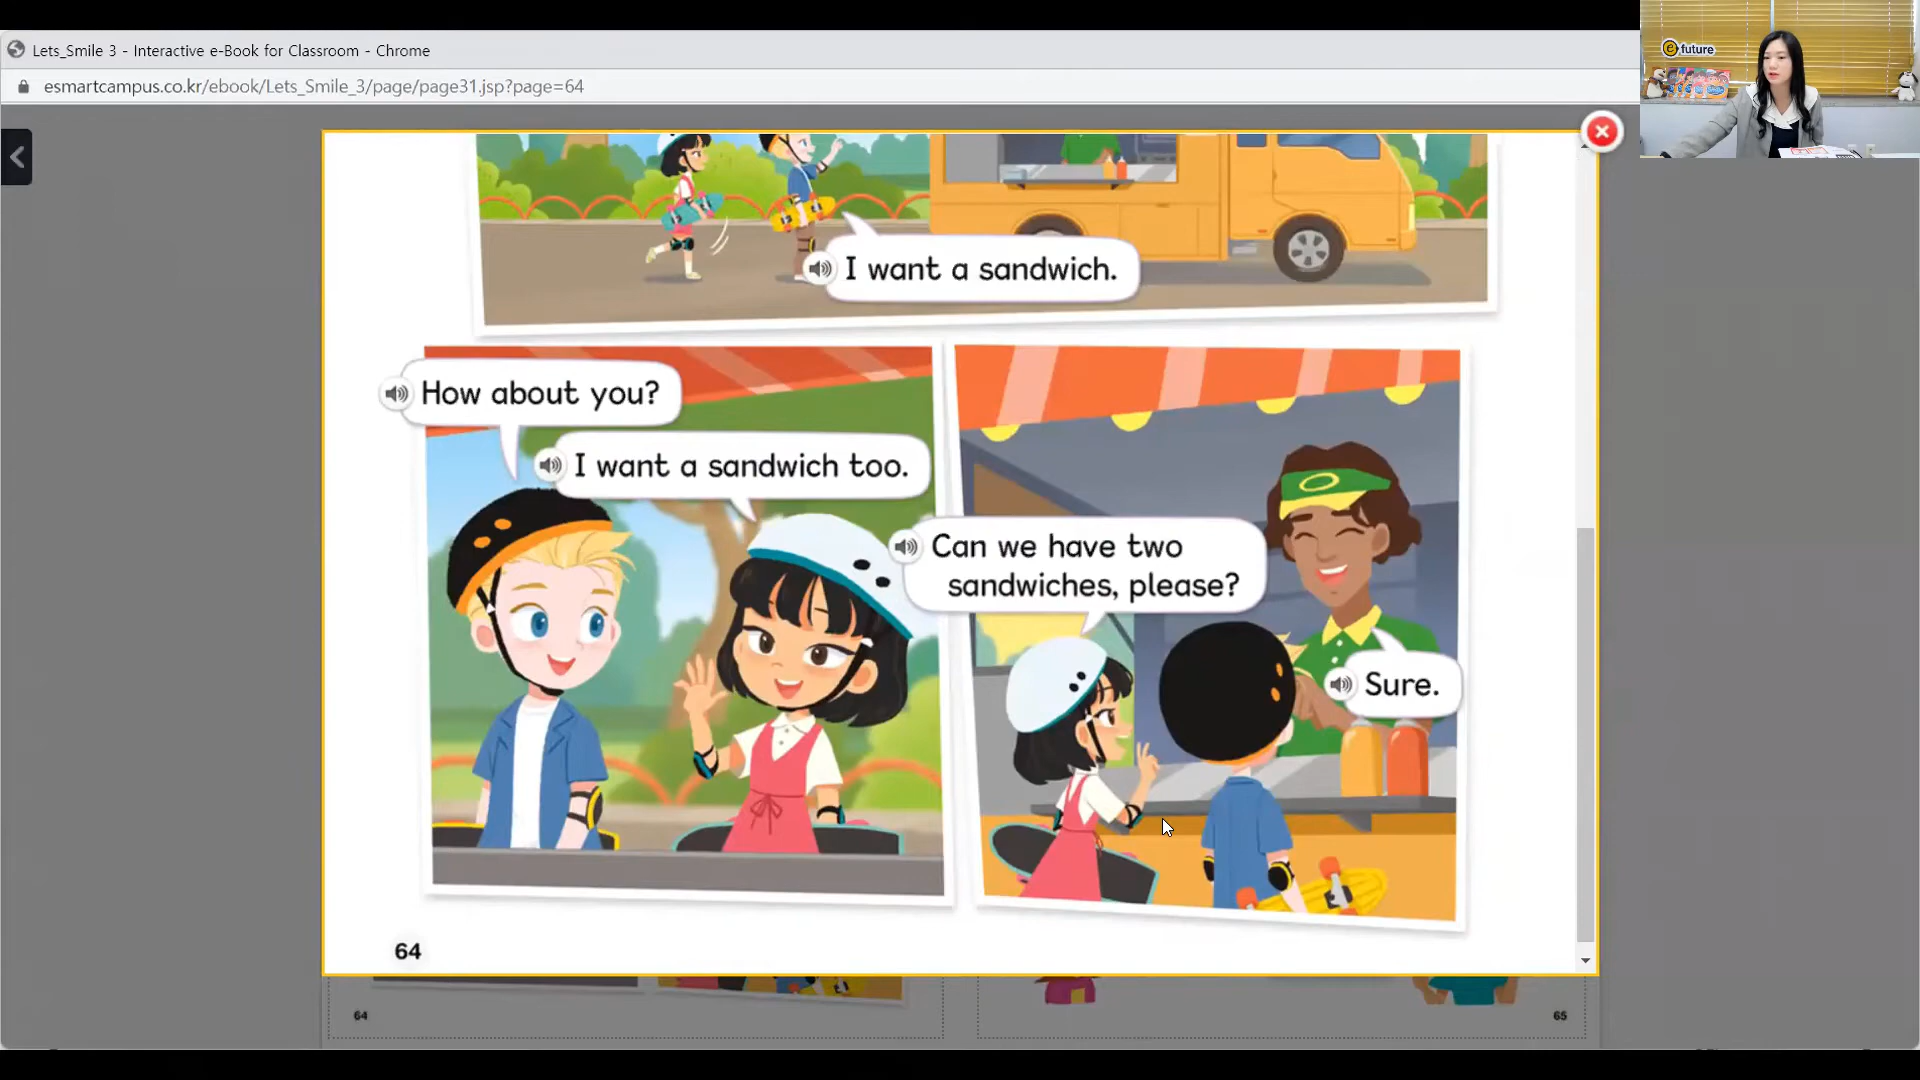 Lets_Smile 3 - Interactive e-Book for Classroom - Chrome
esmartcampus.co.kr/ebook/Lets_Smile_3/page/page31.jsp?page=64
e future
I want a sandwich.
How about you?
I want a sandwich too.
Can we have two
sandwiches, please?
Sure.
64
64
65